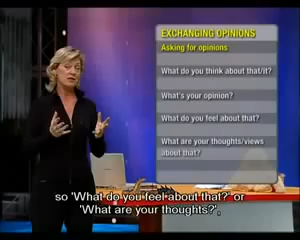 EXCHANGING OPINIONS
Asking for opinions
What do you think about that/it?
What's your opinion?
What do you feel about that?
What are your thoughts/views
about that?
so 'What do you feel about that?' or
'What are your thoughts?',